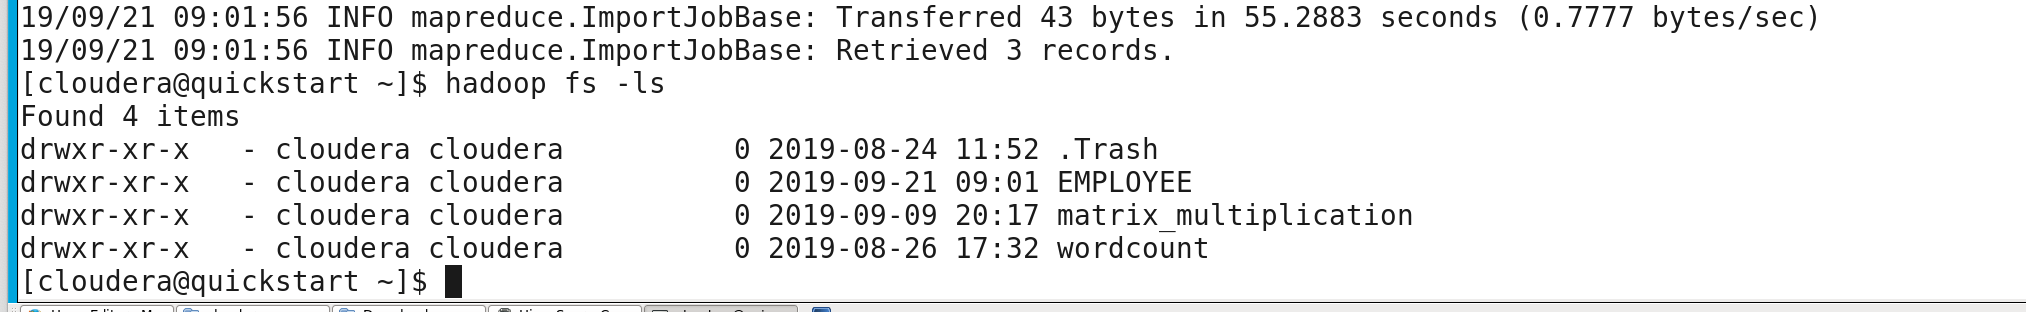 19/09/21 09:01:56 INFO mapreduce.ImportJobBase: Transferred 43 bytes in 55.2883 seconds (0.7777 bytes/sec)
19/09/21 09:01:56 INFO mapreduce.ImportJobBase: Retrieved 3 records.
[cloudera@quickstart ~]$ hadoop fs -ls
Found 4 items
drwxr-xr-x   - cloudera cloudera          0 2019-08-24 11:52 .Trash
drwxr-xr-x   - cloudera cloudera          0 2019-09-21 09:01 EMPLOYEE
drwxr-xr-x   - cloudera cloudera          0 2019-09-09 20:17 matrix_multiplication
drwxr-xr-x   - cloudera cloudera          0 2019-08-26 17:32 wordcount
[cloudera@quickstart ~]$